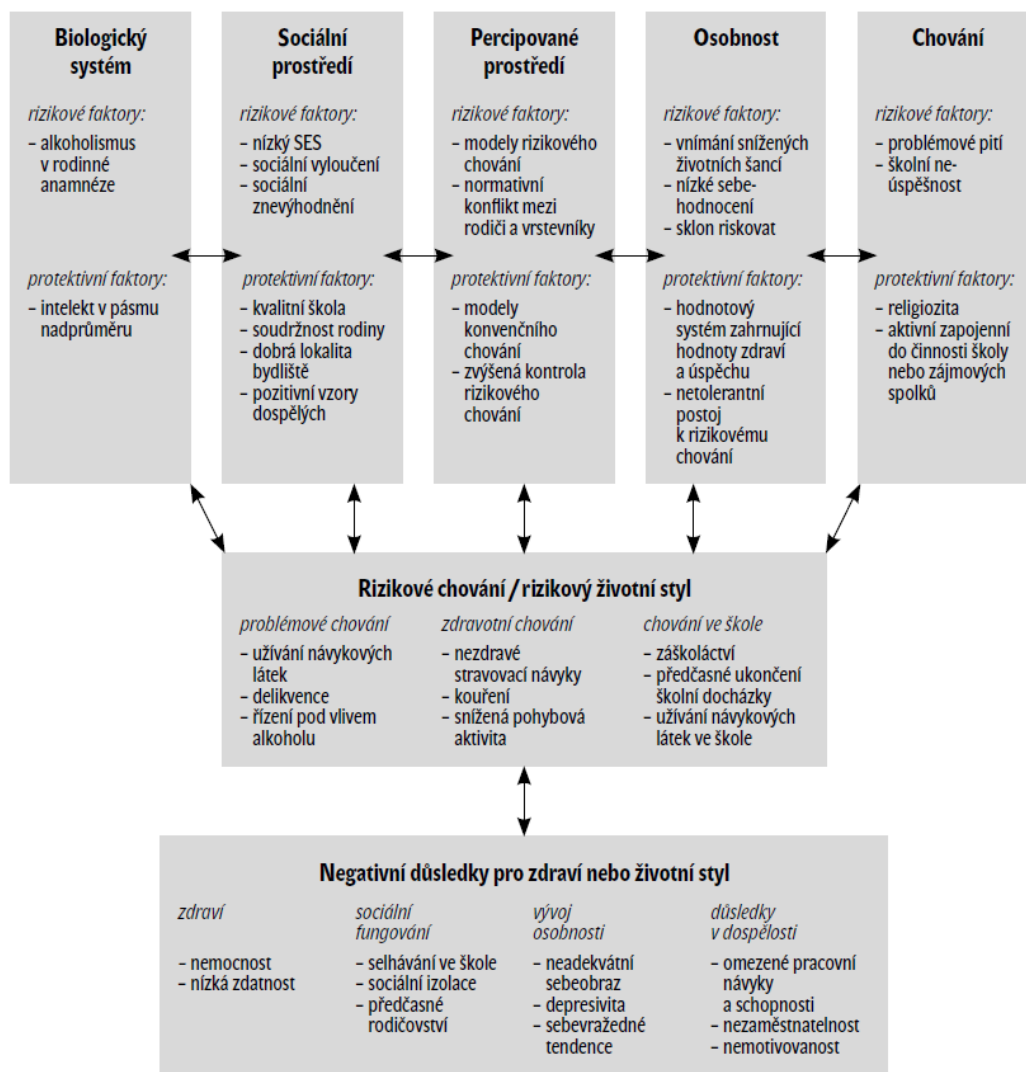 Biologický
systém
rizikové faktory:
– alkoholismus
v rodinné
anamnéze
protektivní faktory:
– intelekt v pásmu
nadprůměru
Sociální
prostředí
rizikové faktory:
– nízký SES
– sociální vyloučení
– sociální
znevýhodnění
protektivní faktory:
– kvalitní škola
– soudržnost rodiny
– dobrá lokalita
bydliště
– pozitivní vzory
dospělých
Percipované
prostředí
rizikové faktory:
– modely rizikového
chování
– normativní
konflikt mezi
rodiči a vrstevníky
protektivní faktory:
– modely
konvenčního
chování
– zvýšená kontrola
rizikového
chování
Osobnost
rizikové faktory:
– vnímání snížených
životních šancí
– nízké sebe-
hodnocení
– sklon riskovat
protektivní faktory:
– hodnotový
systém zahrnující
hodnoty zdraví
a úspěchu
– netolerantní
postoj
k rizikovému
chování
Chování
rizikové faktory:
– problémové pití
– školní ne-
úspěšnost
protektivní faktory:
– religiozita
– aktivní zapojenní
do činnosti školy
nebo zájmových
spolků
Rizikové chování / rizikový životní styl
problémové chování
– užívání návykových
látek
– delikvence
– řízení pod vlivem
alkoholu
zdravotní chování
– nezdravé
stravovací návyky
– kouření
– snížená pohybová
aktivita
chování ve škole
– záškoláctví
– předčasné ukončení
školní docházky
– užívání návykových
látek ve škole
Negativní důsledky pro zdraví nebo životní styl
zdraví
– nemocnost
– nízká zdatnost
sociální
fungování
– selhávání ve škole
– sociální izolace
– předčasné
rodičovství
vývoj
osobnosti
– neadekvátní
sebeobraz
– depresivita
– sebevražedné
tendence
důsledky
v dospělosti
– omezené pracovní
návyky
a schopnosti
– nezaměstnatelnost
– nemotivovanost